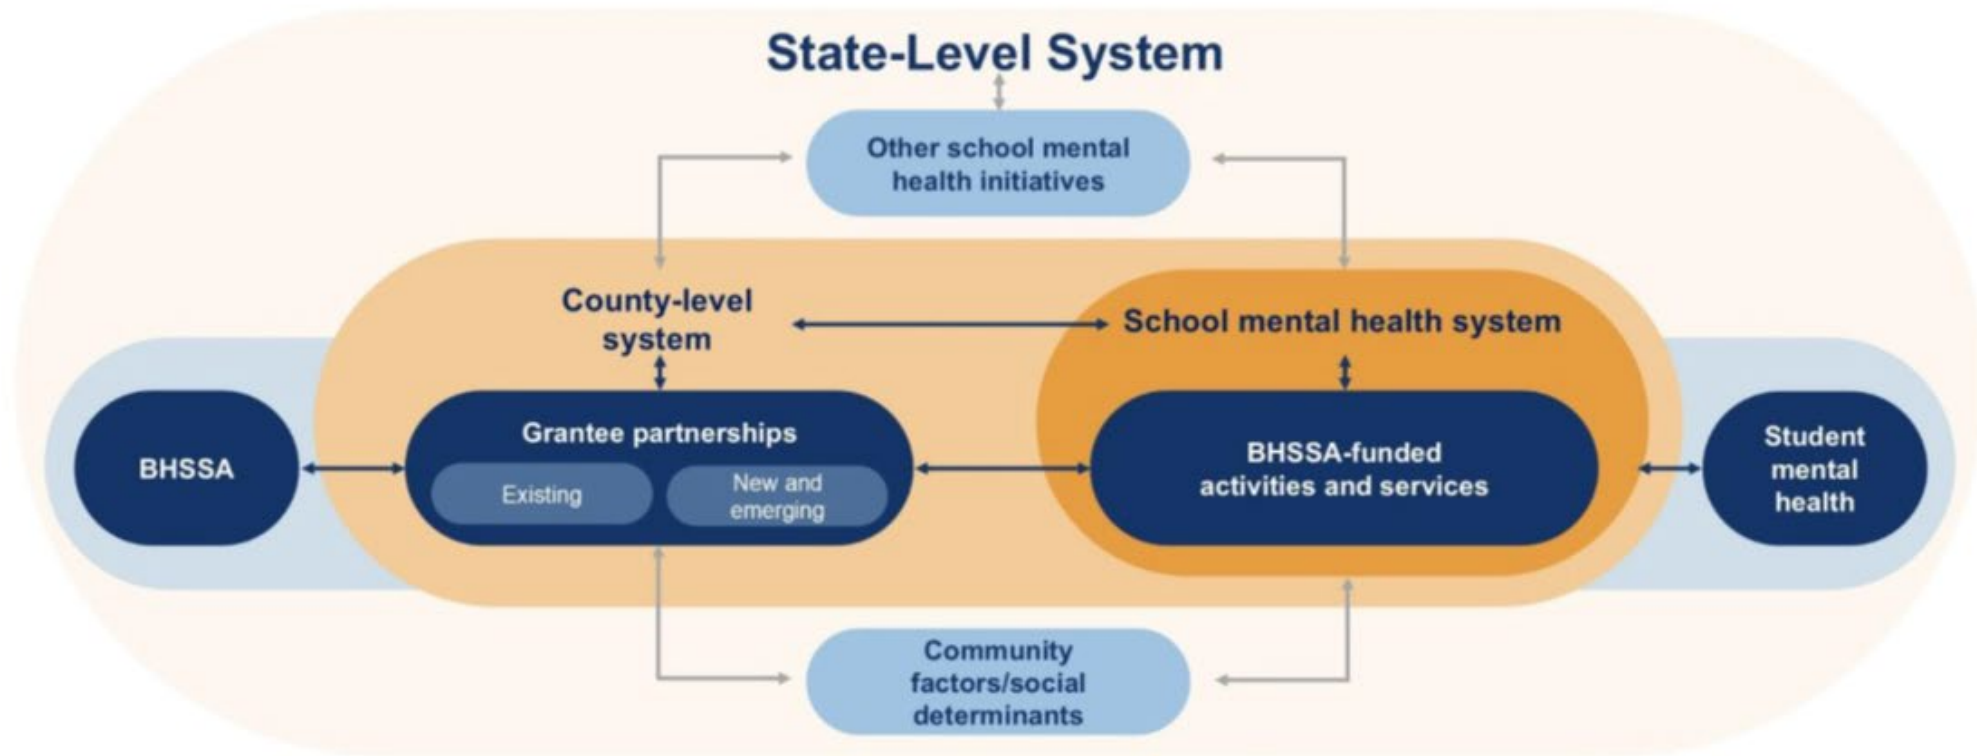 State-Level System
Other school mental
health initiatives
County-level
system
School mental health system
BHSSA
Grantee partnerships
Existing
New and
emerging
BHSSA-funded
activities and services
Student
mental
health
Community
factors/social
determinants